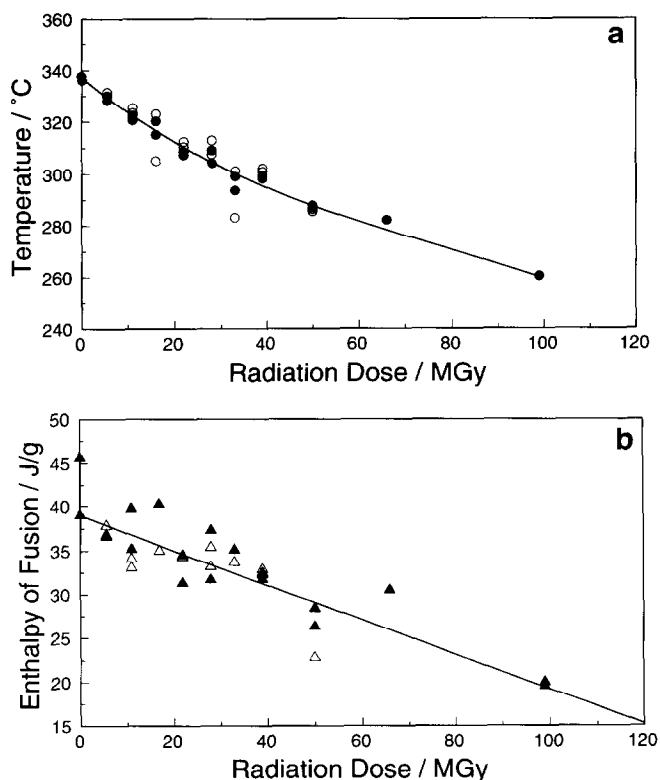 a
360
340
320
300
280
260
240
Temperature / °C
0 20 40 60 80 100 120
Radiation Dose / MGy
b
50
45
40
35
30
25
20
15
Enthalpy of Fusion / J/g
0 20 40 60 80 100 120
Radiation Dose / MGy